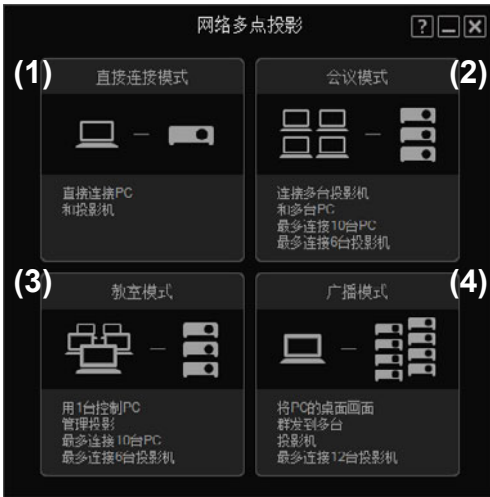 网络多点投影
? _ X
(1)
直接连接模式
直接连接PC
和投影机
(2)
会议模式
连接多台投影机
和多台PC
最多连接10台PC
最多连接6台投影机
(3)
教室模式
用1台控制PC
管理投影
最多连接10台PC
最多连接6台投影机
(4)
广播模式
将PC的桌面画面
群发到多台
投影机
最多连接12台投影机